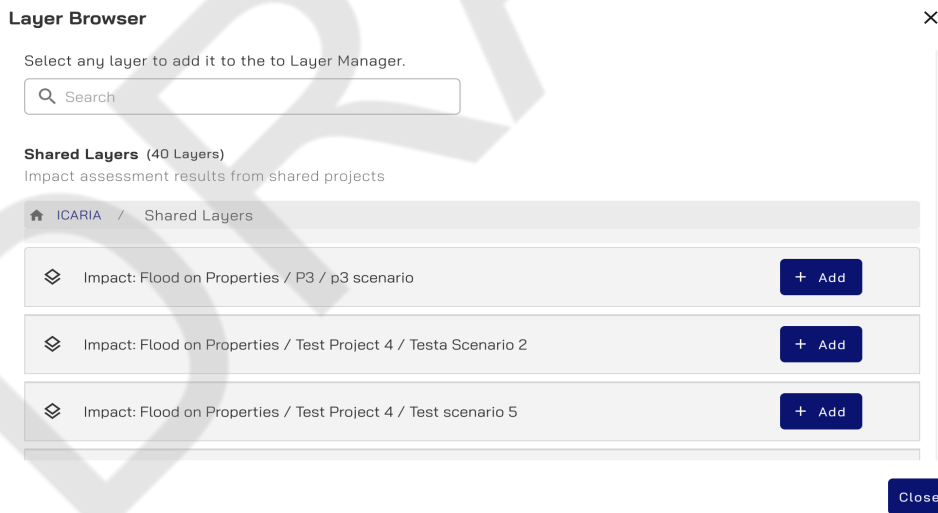 Layer Browser
Select any layer to add it to the to Layer Manager.
Search
Shared Layers (40 Layers)
Impact assessment results from shared projects
ICARIA / Shared Layers
Impact: Flood on Properties / P3 / p3 scenario
+ Add
Impact: Flood on Properties / Test Project 4 / Testa Scenario 2
+ Add
Impact: Flood on Properties / Test Project 4 / Test scenario 5
+ Add
Close